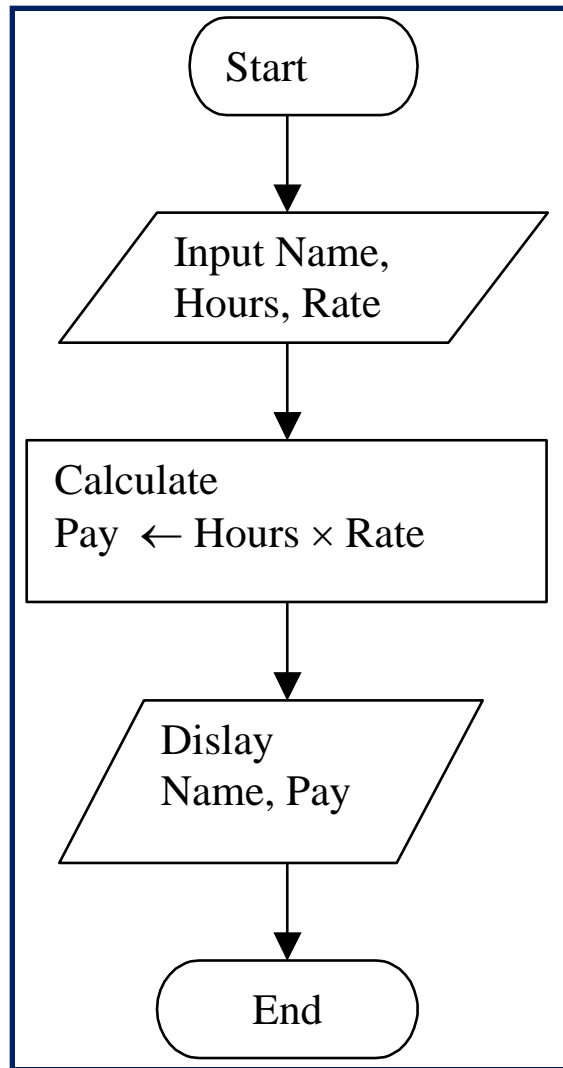 Start
Input Name,
Hours, Rate
Calculate
Pay ← Hours × Rate
Dislay
Name, Pay
End